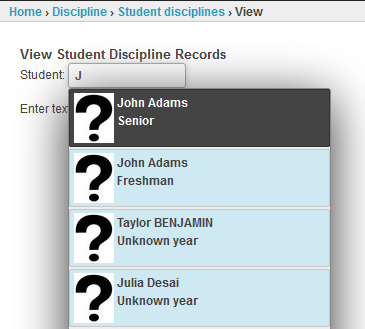 Home › Discipline › Student disciplines › View
View Student Discipline Records
Student: J
Enter tex
John Adams
Senior
John Adams
Freshman
Taylor BENJAMIN
Unknown year
Julia Desai
Unknown year